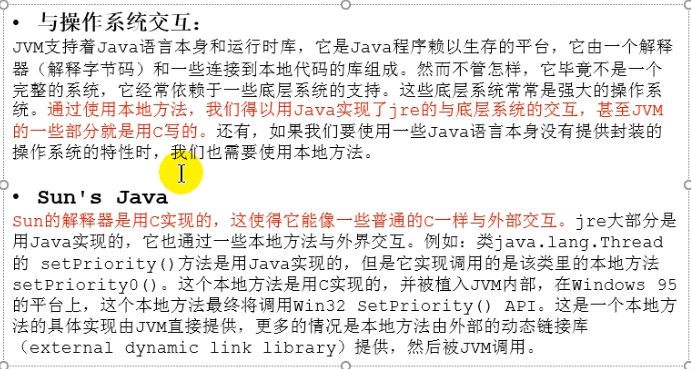 • 与操作系统交互：
JVM支持着Java语言本身和运行时库，它是Java程序赖以生存的平台，它由一个解释
器（解释字节码）和一些连接到本地代码的库组成。然而不管怎样，它毕竟不是一个
完整的系统，它经常依赖于一些底层系统的支持。这些底层系统常常是强大的操作系
统。通过使用本地方法，我们得以用Java实现了jre的与底层系统的交互，甚至JVM
的一些部分就是用C写的。还有，如果我们要使用一些Java语言本身没有提供封装的
操作系统的特性时，我们也需要使用本地方法。
• Sun's Java
Sun的解释器是用C实现的，这使得它能像一些普通的C一样与外部交互。jre大部分是
用Java实现的，它也通过一些本地方法与外界交互。例如：类java.lang.Thread
的 setPriority()方法是用Java实现的，但是它实现调用的是该类里的本地方法
setPriority0()。这个本地方法是用C实现的，并被植入JVM内部，在Windows 95
的平台上，这个本地方法最终将调用Win32 SetPriority() API。这是一个本地方
法的具体实现由JVM直接提供，更多的情况是本地方法由外部的动态链接库
（external dynamic link library）提供，然后被JVM调用。